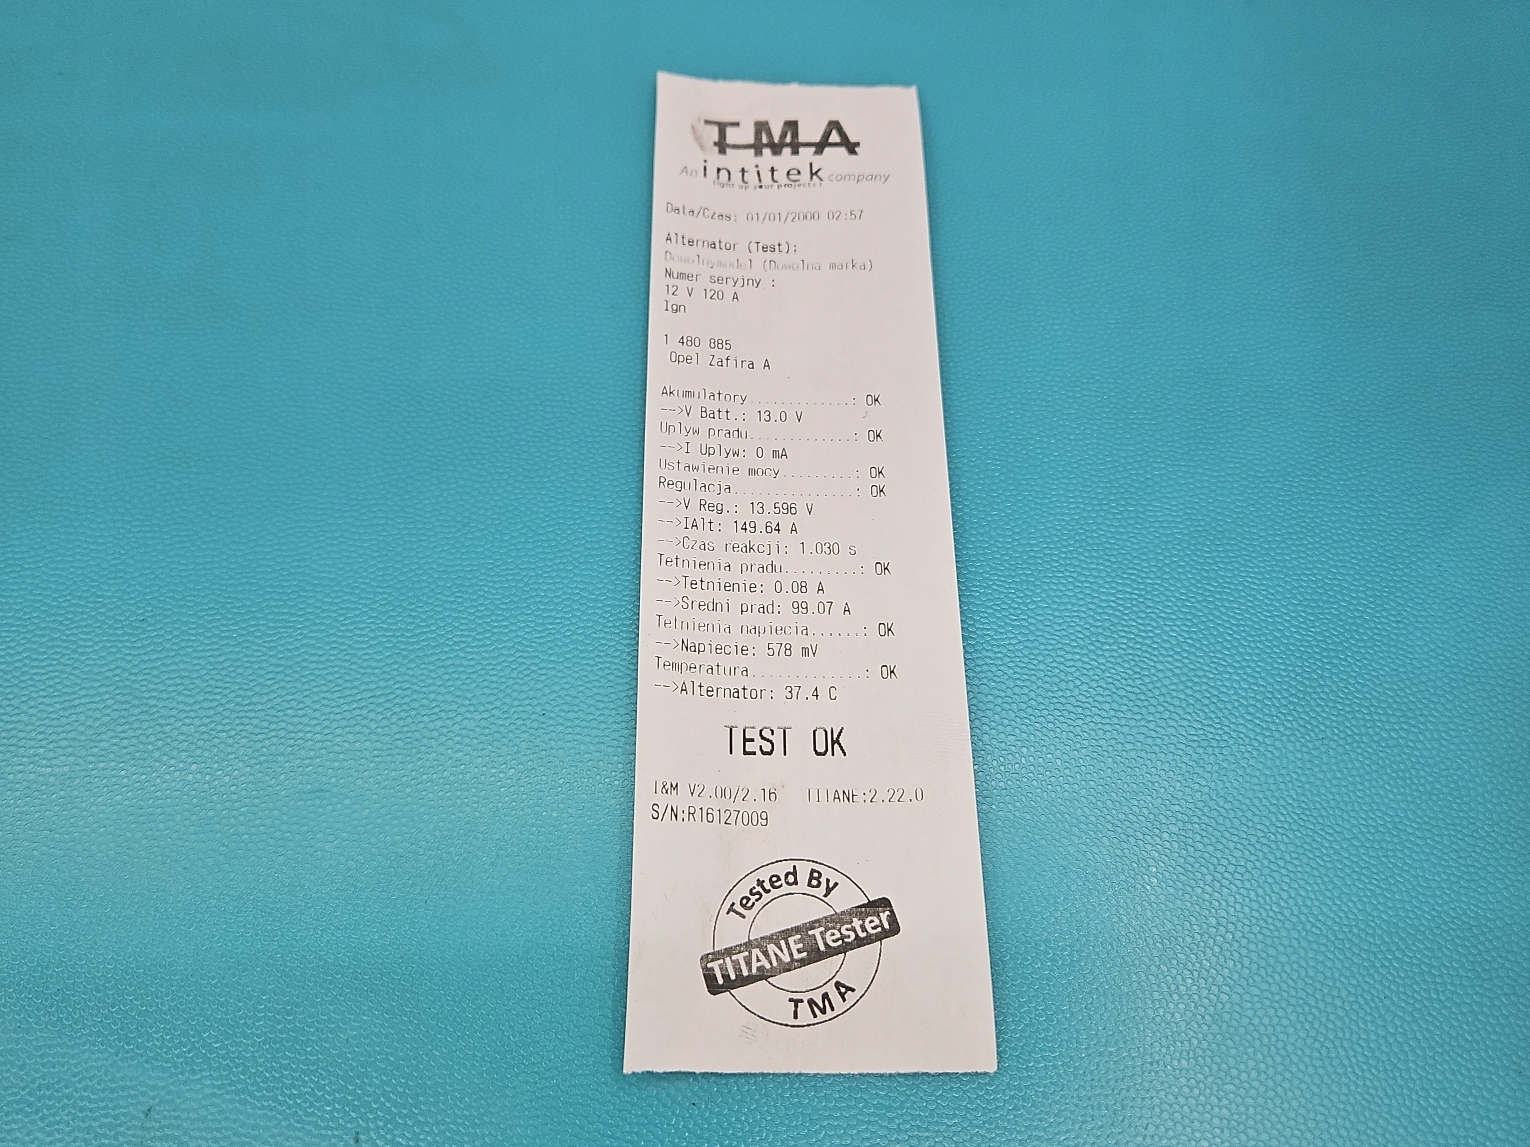 TMA
An intitek company
light up your projects !
Data/Czas: 01/01/2000 02:57
Alternator (Test):
Dowolnymodel (Dowolna marka)
Numer seryjny :
12 V 120 A
Ign
1 480 885
Opel Zafira A
Akumulatory.............: OK
-->V Batt.: 13.0 V
Uplyw pradu.............: OK
-->I Uplyw: 0 mA
Ustawienie mocy.........: OK
Regulacja...............: OK
-->V Reg.: 13.596 V
-->IAlt: 149.64 A
-->Czas reakcji: 1.030 s
Tetnienia pradu.........: OK
-->Tetnienie: 0.08 A
-->Sredni prad: 99.07 A
Tetnienia napiecia......: OK
-->Napiecie: 578 mV
Temperatura.............: OK
-->Alternator: 37.4 C
TEST OK
I&M V2.00/2.16 TITANE:2.22.0
S/N:R16127009
Tested By
TITANE Tester
TMA